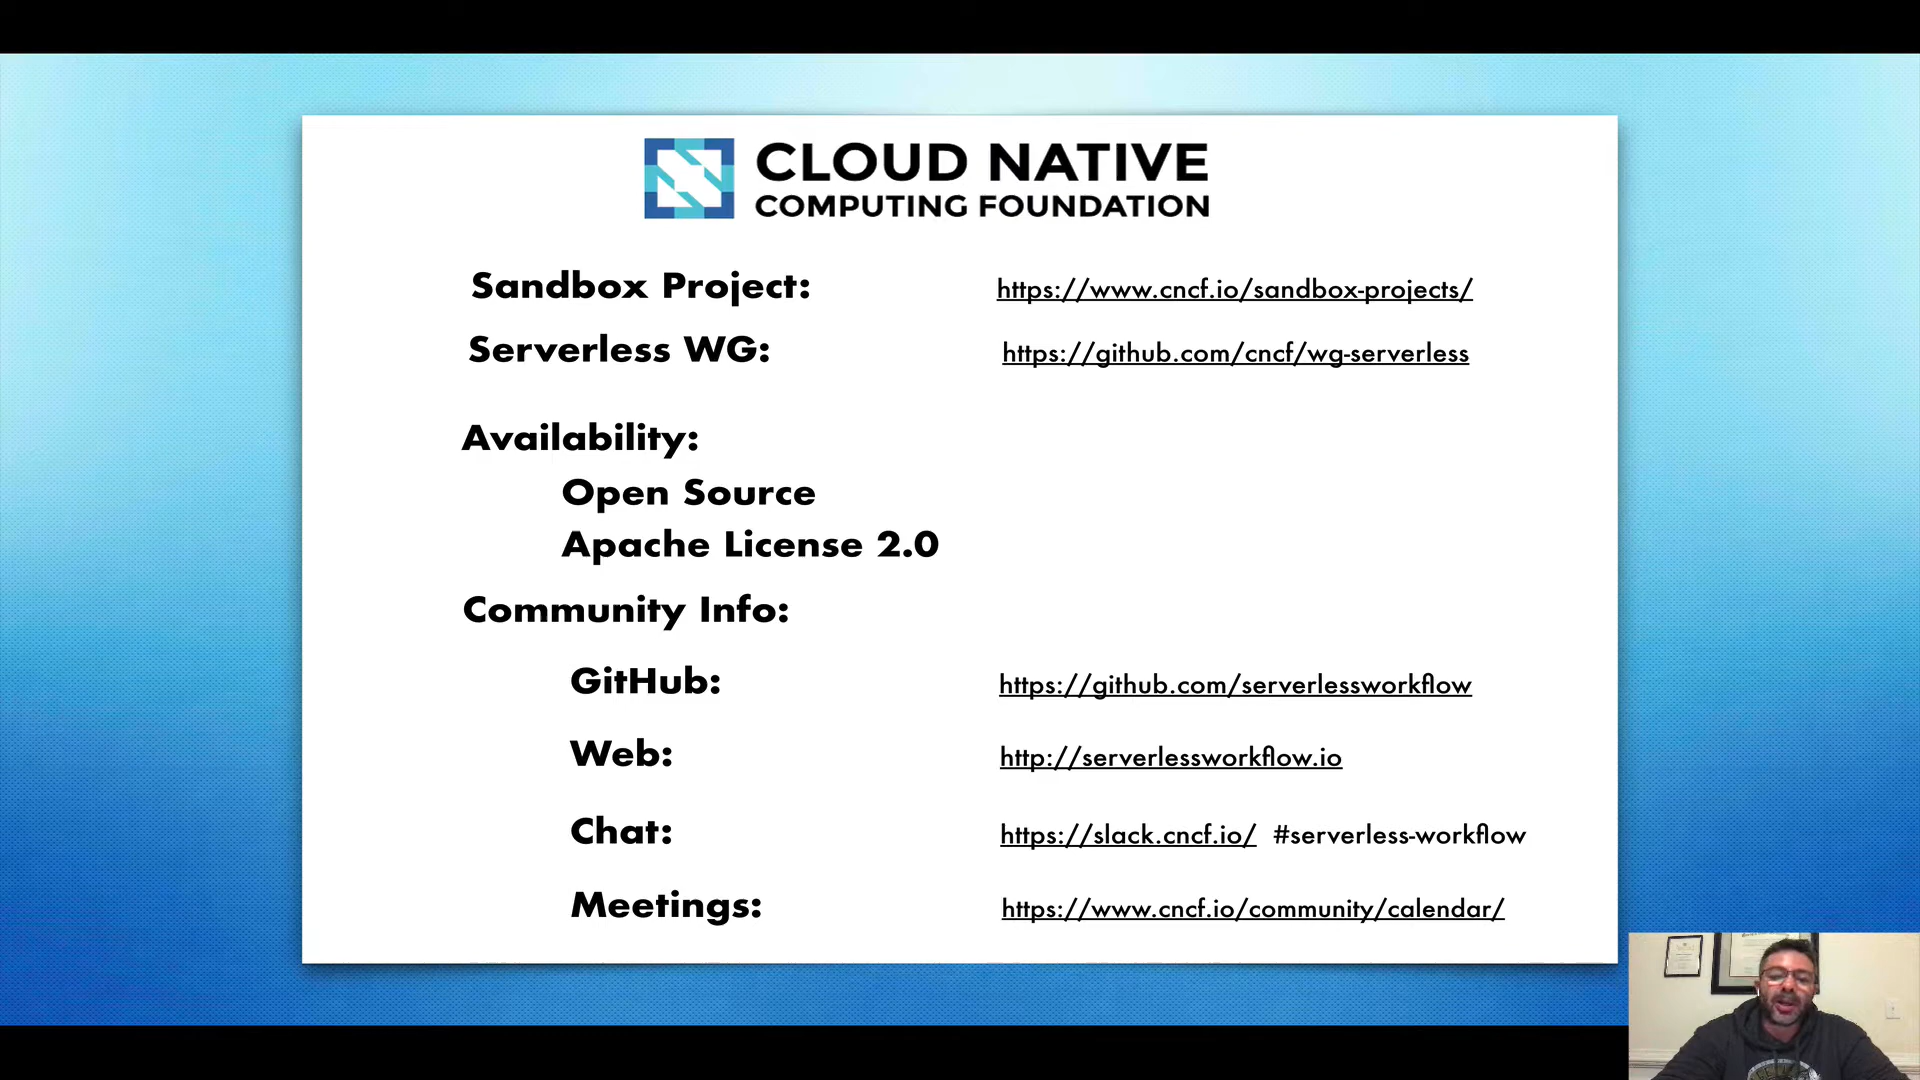 CLOUD NATIVE
COMPUTING FOUNDATION
Sandbox Project: https://www.cncf.io/sandbox-projects/
Serverless WG: https://github.com/cncf/wg-serverless
Availability:
Open Source
Apache License 2.0
Community Info:
GitHub: https://github.com/serverlessworkflow
Web: http://serverlessworkflow.io
Chat: https://slack.cncf.io/ #serverless-workflow
Meetings: https://www.cncf.io/community/calendar/